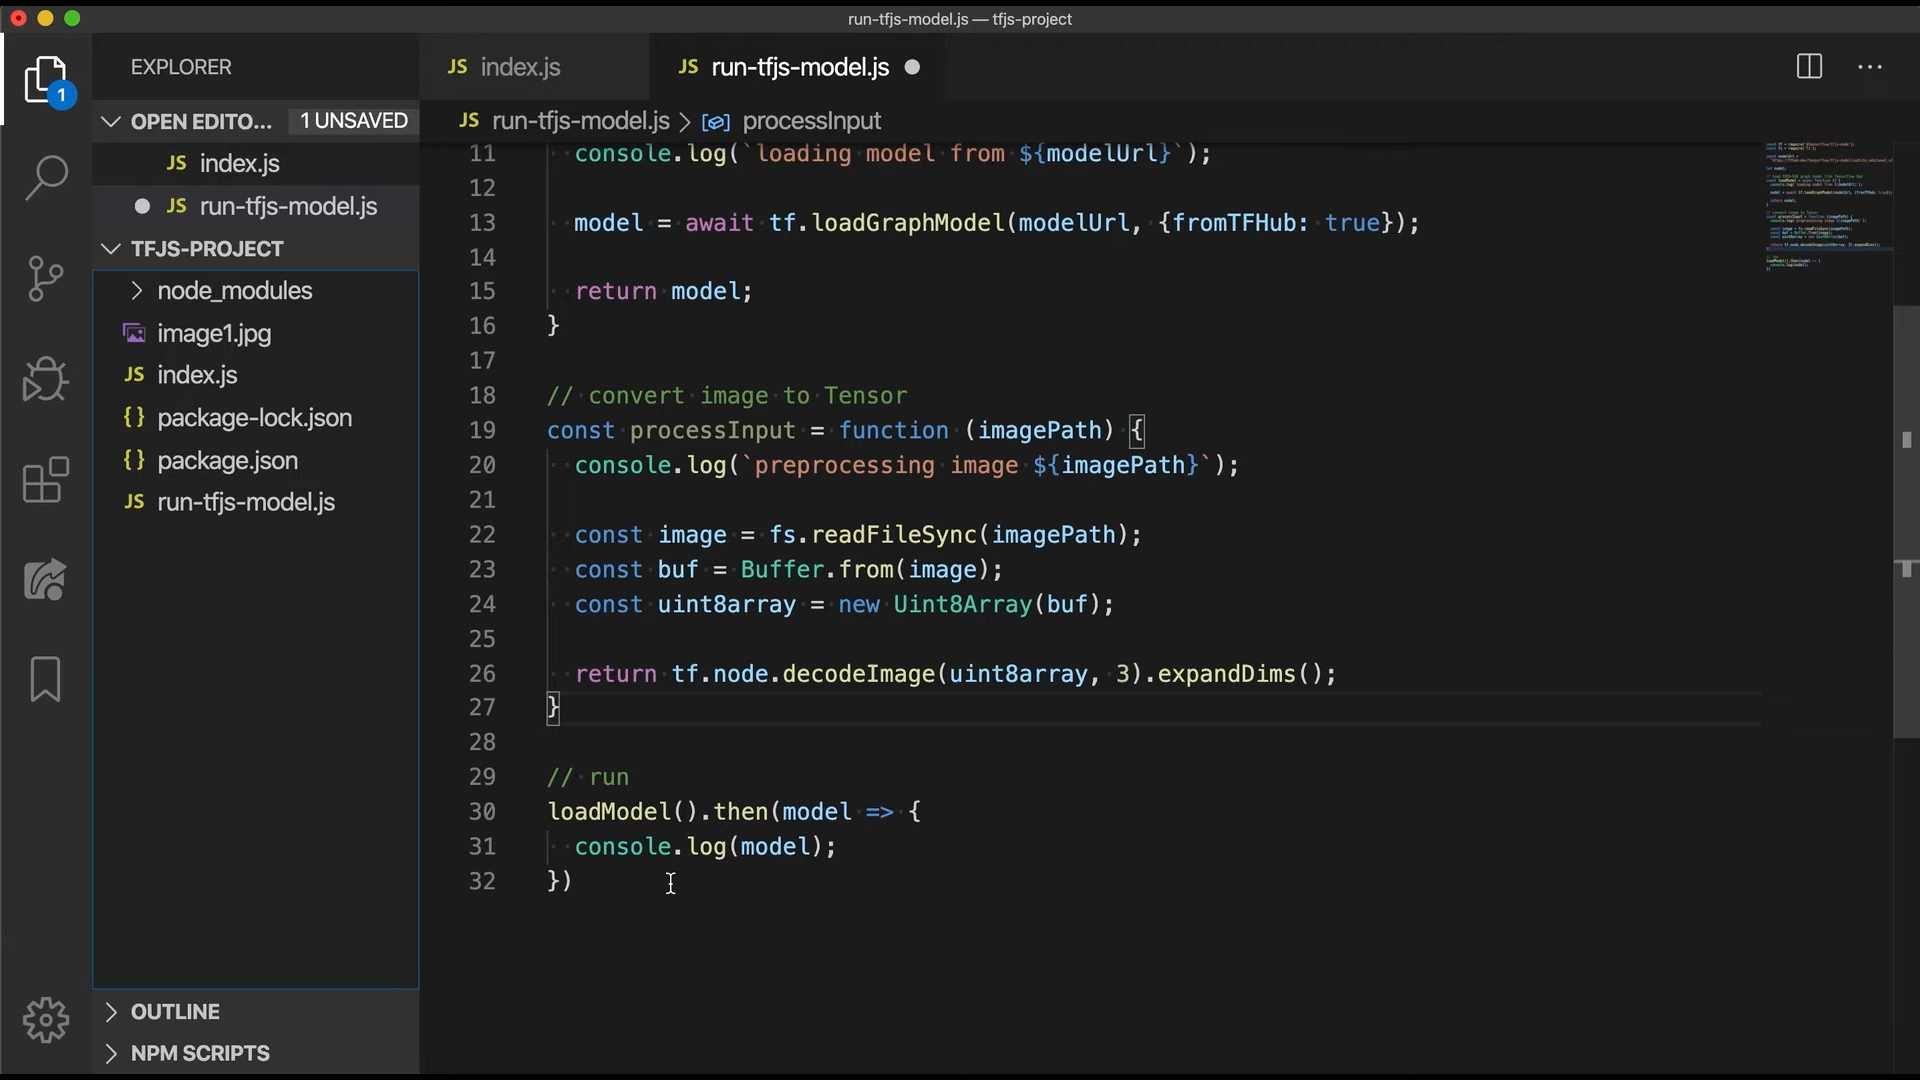 run-tfjs-model.js — tfjs-project
EXPLORER
JS index.js
JS run-tfjs-model.js
1
OPEN EDITO... 1 UNSAVED
JS run-tfjs-model.js > processInput
JS index.js
JS run-tfjs-model.js
TFJS-PROJECT
node_modules
image1.jpg
JS index.js
{} package-lock.json
{} package.json
JS run-tfjs-model.js
OUTLINE
NPM SCRIPTS
11 console.log(`loading model from ${modelUrl}`);
12
13 model = await tf.loadGraphModel(modelUrl, {fromTFHub: true});
14
15 return model;
16 }
17
18 // convert image to Tensor
19 const processInput = function (imagePath) {
20 console.log(`preprocessing image ${imagePath}`);
21
22 const image = fs.readFileSync(imagePath);
23 const buf = Buffer.from(image);
24 const uint8array = new Uint8Array(buf);
25
26 return tf.node.decodeImage(uint8array, 3).expandDims();
27 }
28
29 // run
30 loadModel().then(model => {
31 console.log(model);
32 })